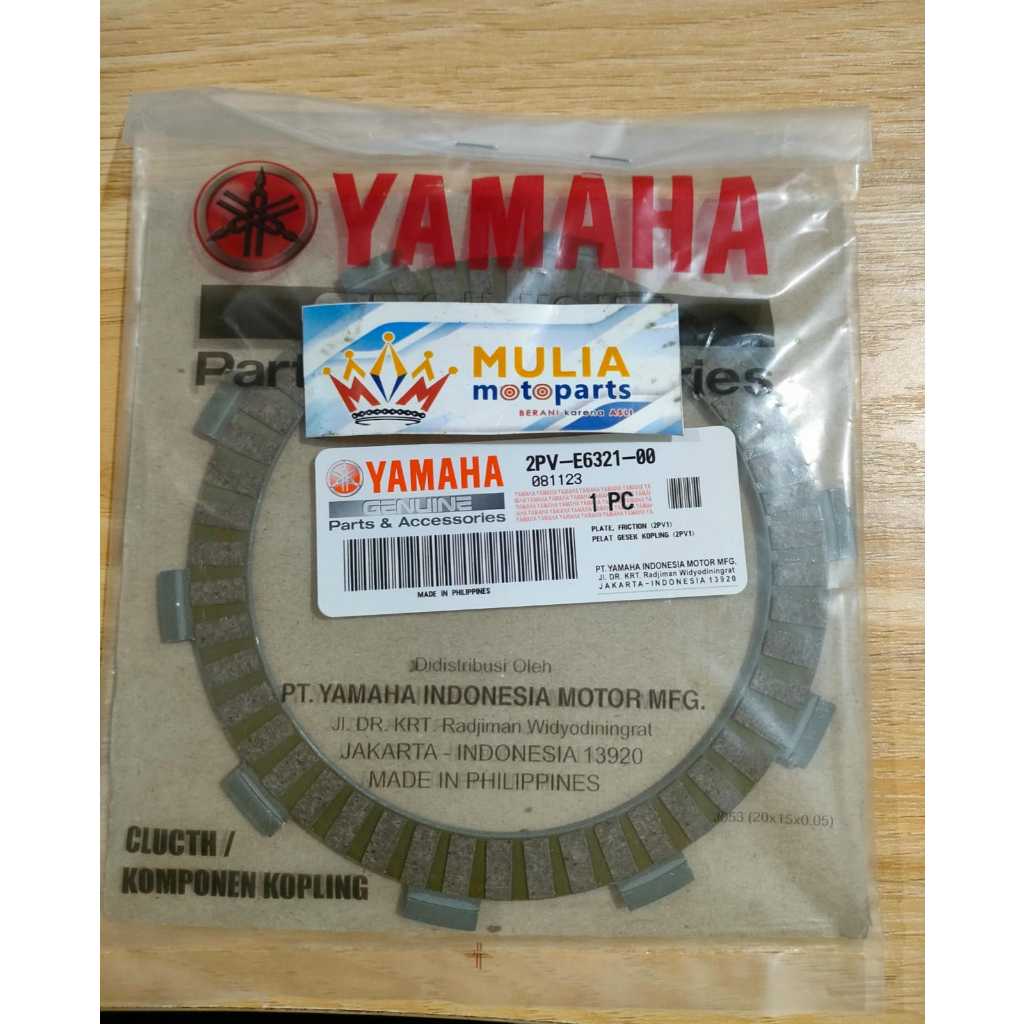 YAMAHA
Parts
ries
MULIA
motoparts
BERANI karena ASLI
YAMAHA
GENUINE
Parts & Accessories
2PV-E6321-00
081123
1 PC
PLATE, FRICTION (2PV1)
PELAT GESEK KOPLING (2PV1)
MADE IN PHILIPPINES
PT. YAMAHA INDONESIA MOTOR MFG.
Jl. DR. KRT. Radjiman Widyodiningrat
JAKARTA - INDONESIA 13920
Didistribusi Oleh
PT. YAMAHA INDONESIA MOTOR MFG.
Jl. DR. KRT. Radjiman Widyodiningrat
JAKARTA - INDONESIA 13920
MADE IN PHILIPPINES
(20x15x0.05)
CLUCTH /
KOMPONEN KOPLING